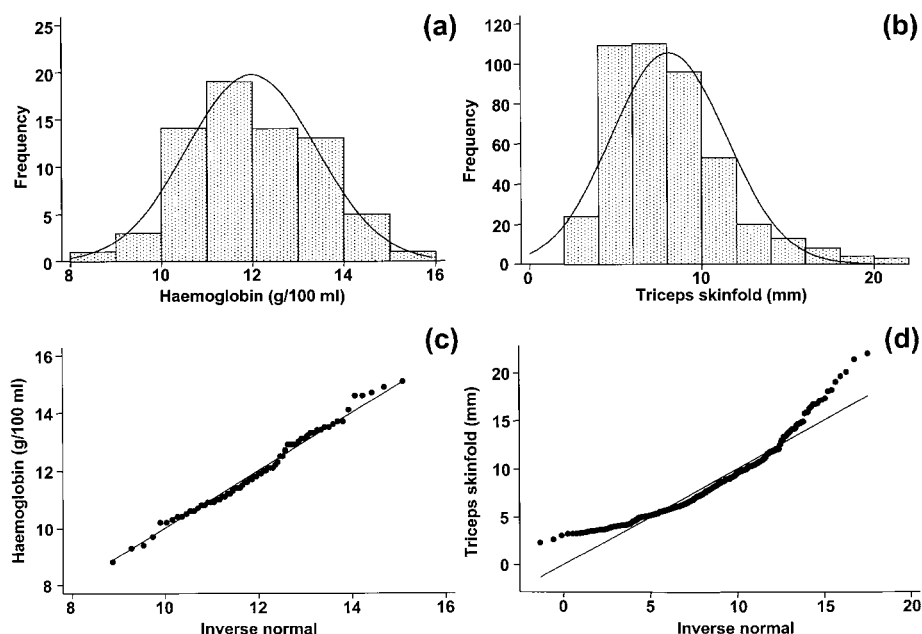 (a)
25
20
15
10
5
0
Frequency
8 10 12 14 16
Haemoglobin (g/100 ml)
(b)
120
100
80
60
40
20
0
Frequency
0 10 20
Triceps skinfold (mm)
(c)
16
14
12
10
8
Haemoglobin (g/100 ml)
8 10 12 14 16
Inverse normal
(d)
20
15
10
5
0
Triceps skinfold (mm)
0 5 10 15 20
Inverse normal